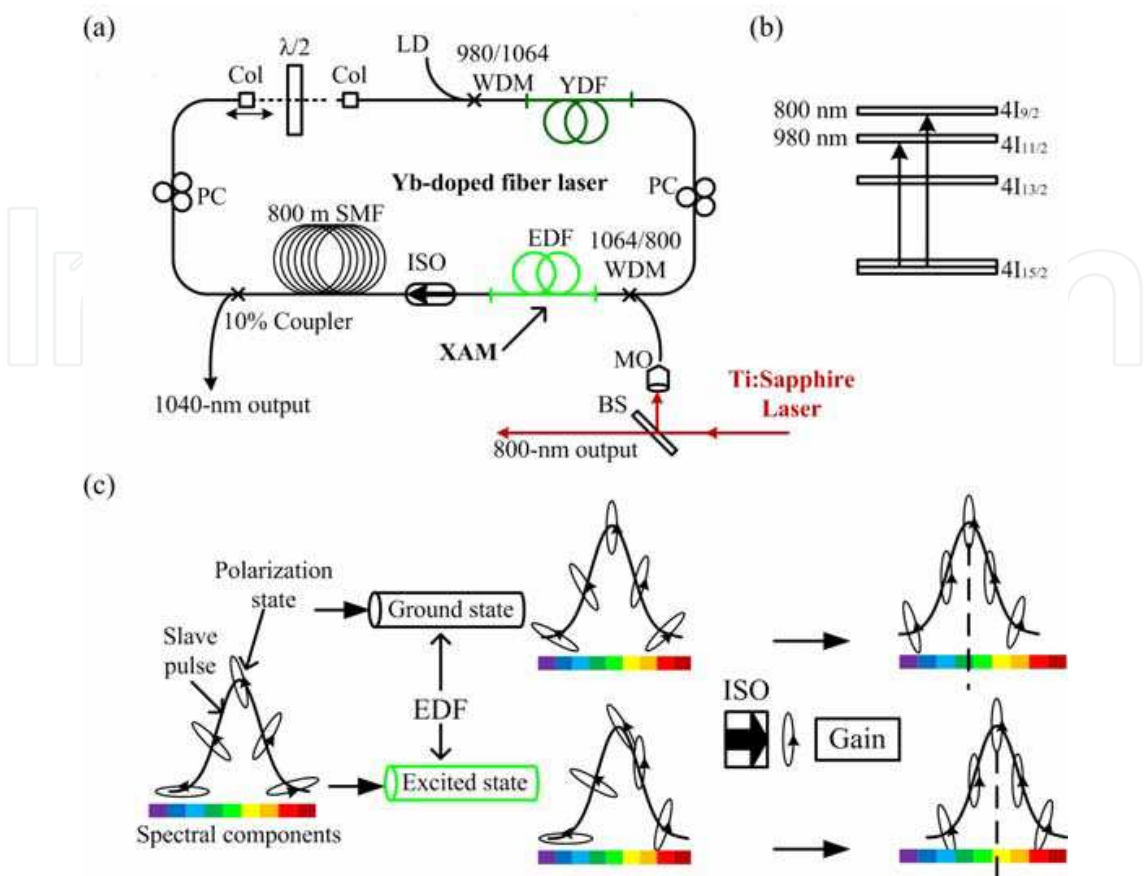 (a)
λ/2
Col
Col
LD
980/1064
WDM
YDF
PC
Yb-doped fiber laser
PC
800 m SMF
ISO
EDF
1064/800
WDM
10% Coupler
XAM
MO
BS
Ti:Sapphire
Laser
1040-nm output
800-nm output
(b)
800 nm
4I9/2
980 nm
4I11/2
4I13/2
4I15/2
(c)
Polarization
state
Slave
pulse
Spectral components
Ground state
EDF
Excited state
ISO
Gain